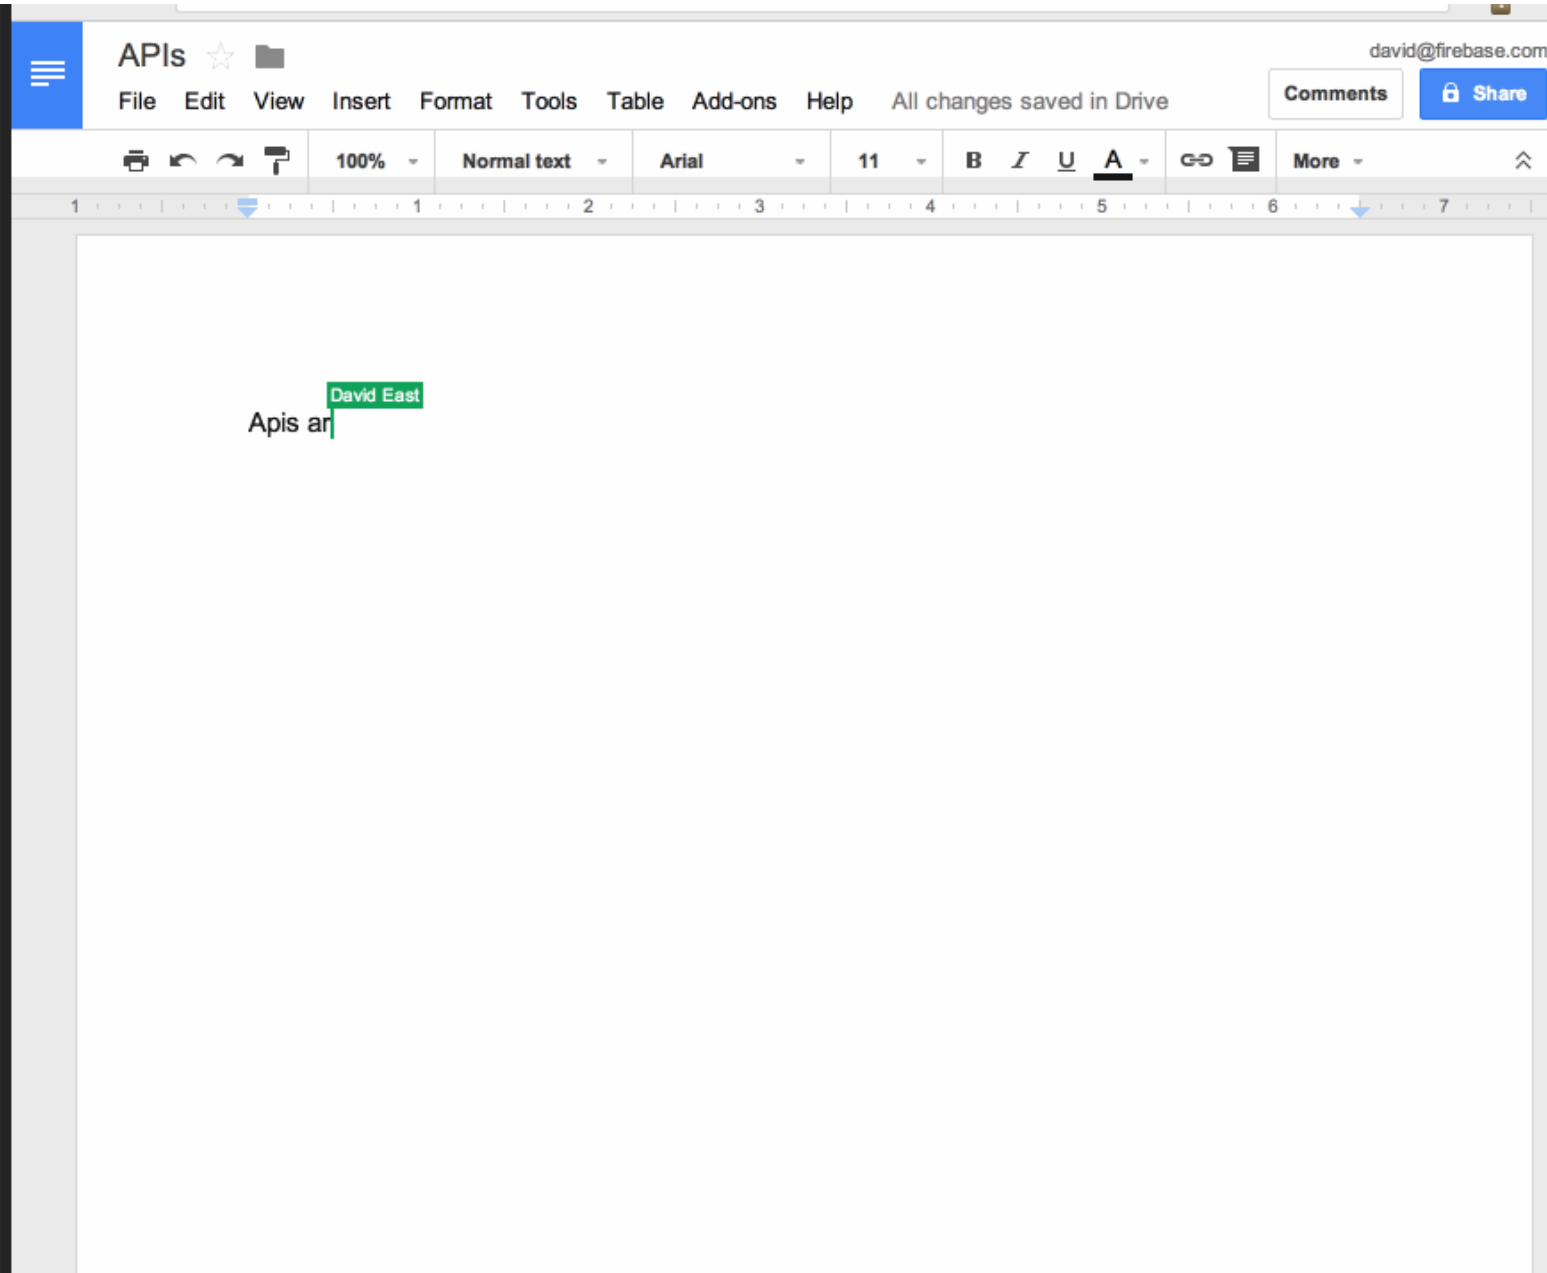 APIs
david@firebase.com
File Edit View Insert Format Tools Table Add-ons Help All changes saved in Drive
Comments
Share
100% Normal text Arial 11 B I U A More
1 1 2 3 4 5 6 7
David East
Apis ar